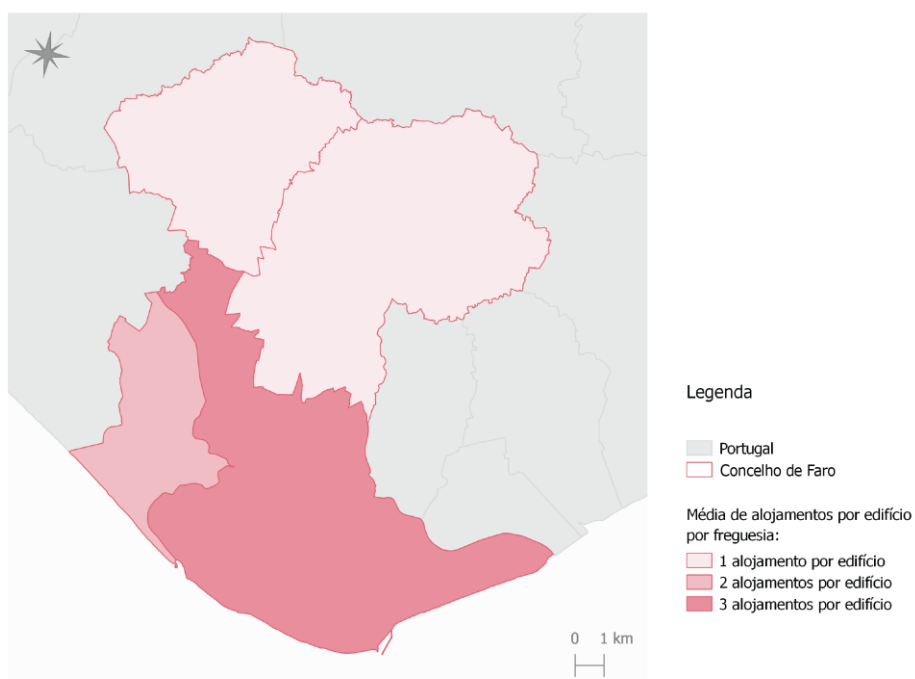 Legenda
Portugal
Concelho de Faro
Média de alojamentos por edifício
por freguesia:
1 alojamento por edifício
2 alojamentos por edifício
3 alojamentos por edifício
0 1 km